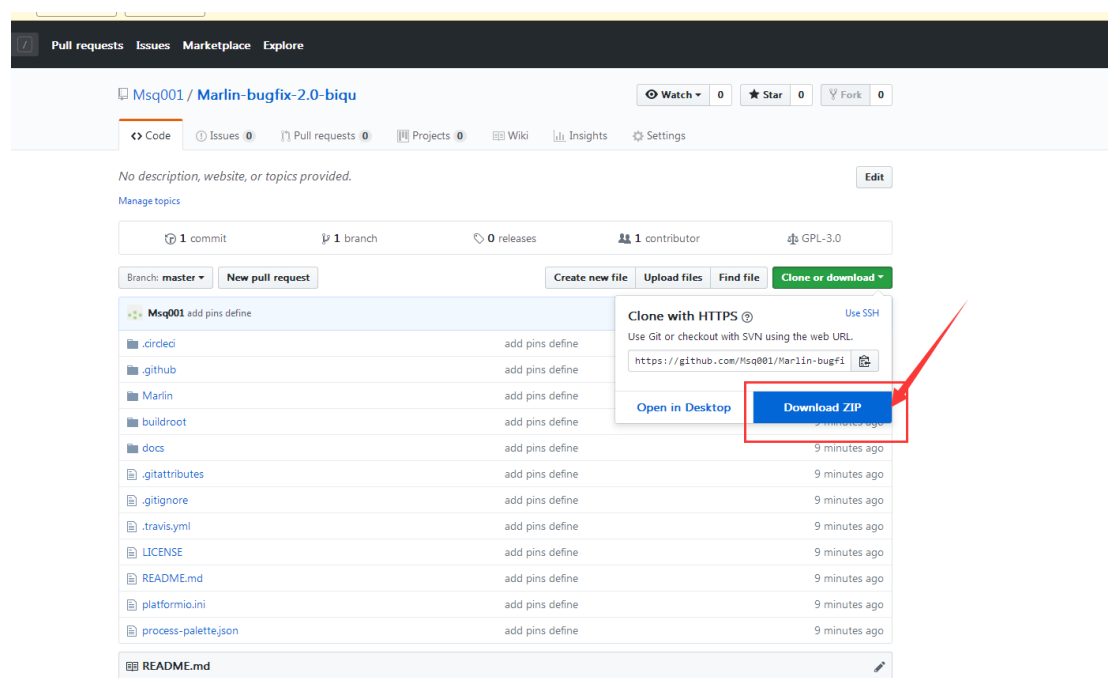 Pull requests Issues Marketplace Explore
Msq001 / Marlin-bugfix-2.0-biqu
Watch 0 Star 0 Fork 0
Code Issues 0 Pull requests 0 Projects 0 Wiki Insights Settings
No description, website, or topics provided. Edit
Manage topics
1 commit 1 branch 0 releases 1 contributor GPL-3.0
Branch: master New pull request Create new file Upload files Find file Clone or download
Msq001 add pins define
Clone with HTTPS ? Use SSH
Use Git or checkout with SVN using the web URL.
https://github.com/Msq001/Marlin-bugfi
Open in Desktop Download ZIP
.circleci add pins define
.github add pins define
Marlin add pins define
buildroot add pins define 9 minutes ago
docs add pins define 9 minutes ago
.gitattributes add pins define 9 minutes ago
.gitignore add pins define 9 minutes ago
.travis.yml add pins define 9 minutes ago
LICENSE add pins define 9 minutes ago
README.md add pins define 9 minutes ago
platformio.ini add pins define 9 minutes ago
process-palette.json add pins define 9 minutes ago
README.md